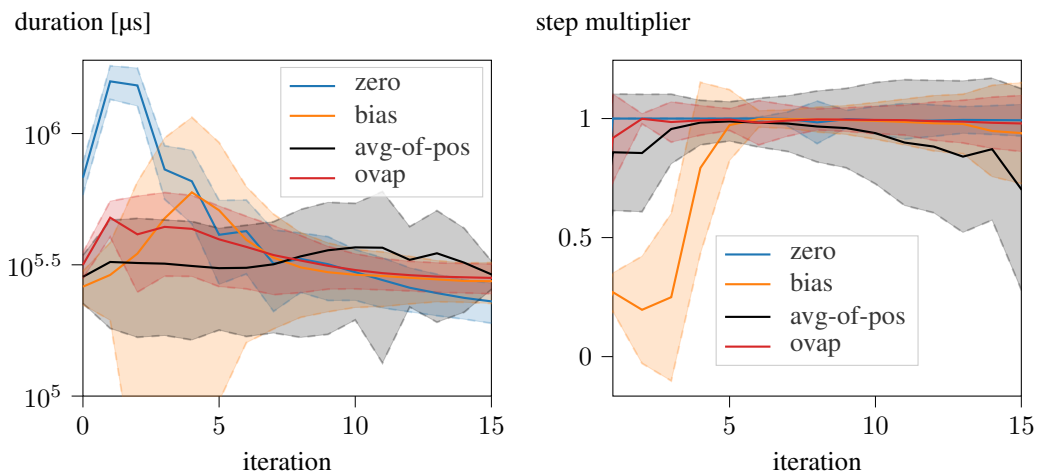 duration [µs]
10^6
10^5.5
10^5
0
5
10
15
iteration
zero
bias
avg-of-pos
ovap
step multiplier
1
0.5
0
5
10
15
iteration
zero
bias
avg-of-pos
ovap